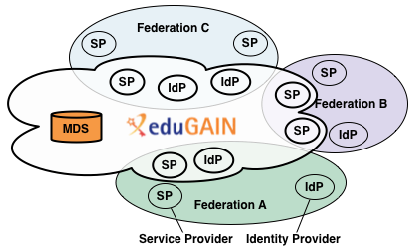 Federation C
SP
SP
SP
IdP
IdP
SP
Federation B
SP
SP
IdP
MDS
eduGAIN
SP
IdP
SP
IdP
Federation A
Service Provider
Identity Provider